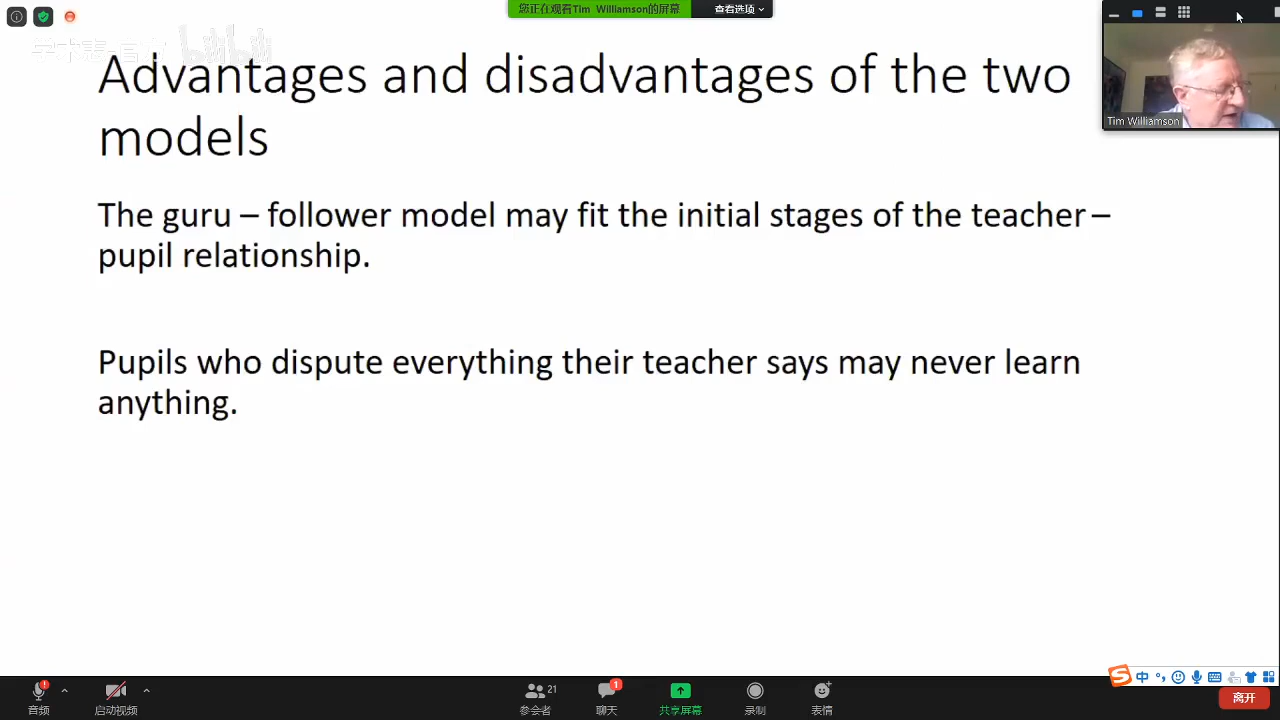 您正在观看Tim Williamson的屏幕
查看选项
bilibili
Advantages and disadvantages of the two
models
Tim Williamson
The guru – follower model may fit the initial stages of the teacher –
pupil relationship.
Pupils who dispute everything their teacher says may never learn
anything.
中
音频
启动视频
参会者 21
聊天 1
共享屏幕
录制
表情
离开